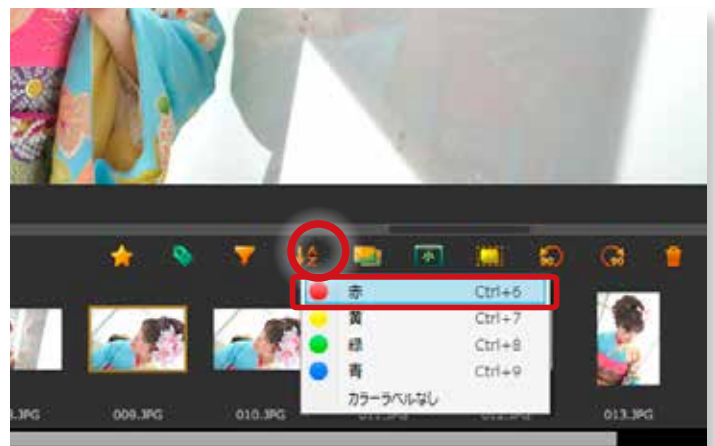 小
赤 Ctrl+6
黄 Ctrl+7
緑 Ctrl+8
青 Ctrl+9
カラーラベルなし
009.JPG
010.JPG
013.JPG